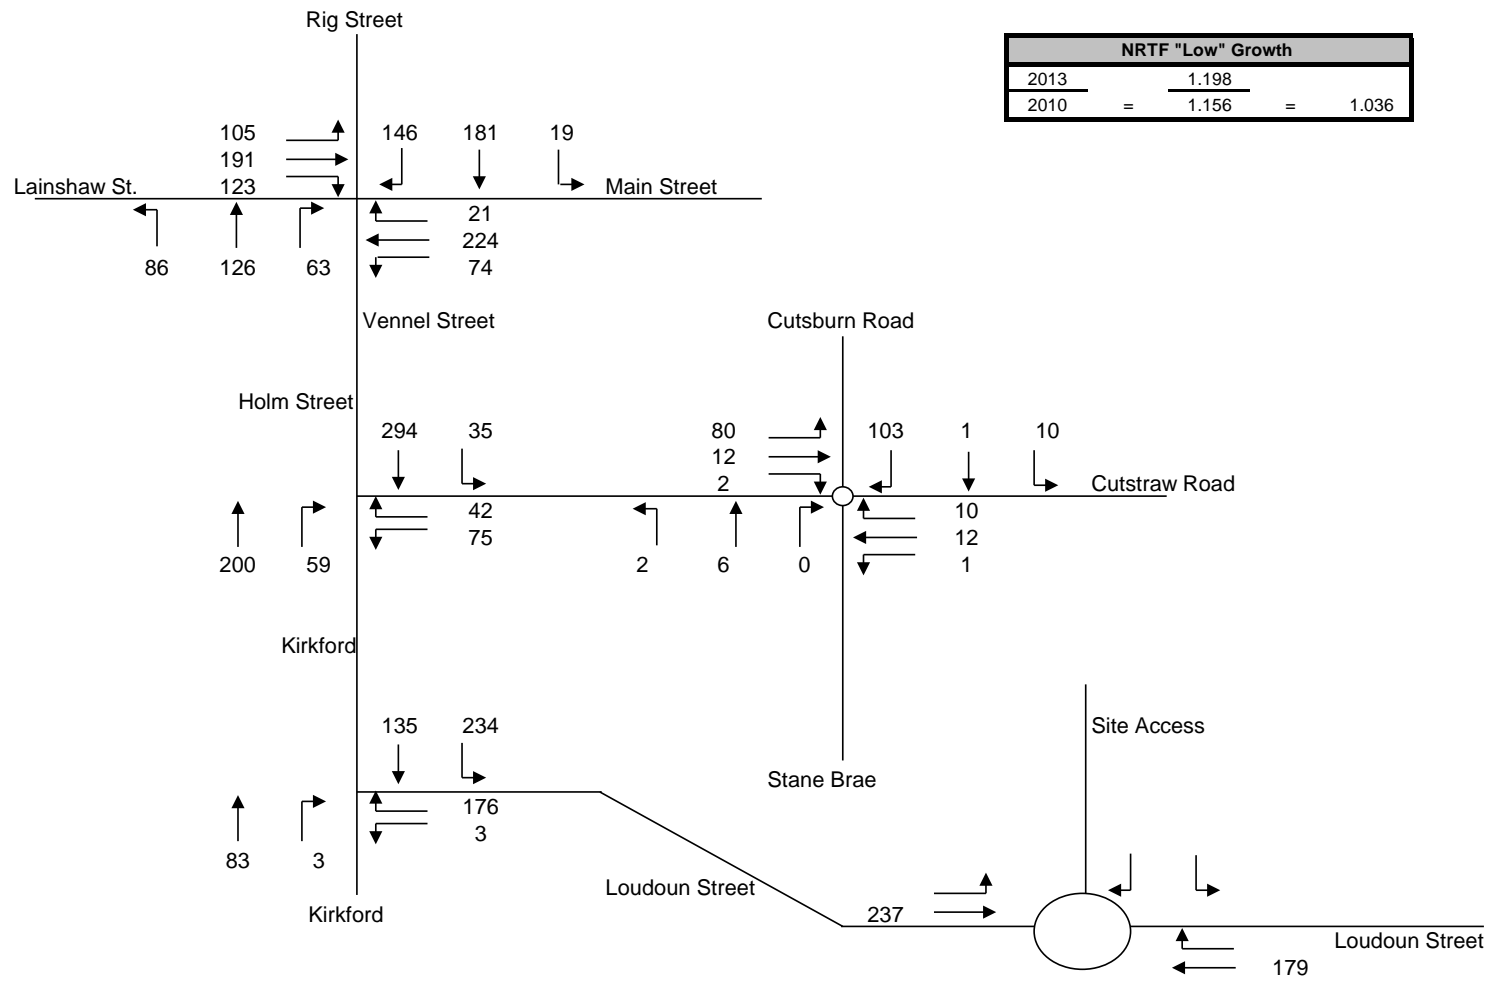 Rig Street
NRTF "Low" Growth
2013 1.198
2010 = 1.156 = 1.036
105 146 181 19
191
Lainshaw St. 123 Main Street
21
224
86 126 63 74
Vennel Street Cutsburn Road
Holm Street
294 35 80 103 1 10
12
2 Cutstraw Road
42 10
75 12
200 59 2 6 0 1
Kirkford
135 234 Site Access
Stane Brae
176
3
83 3
Loudoun Street
Kirkford 237
Loudoun Street
179